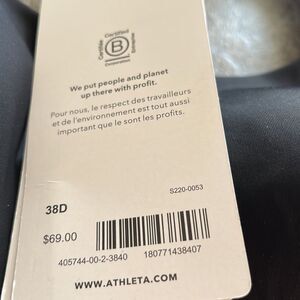 Certified
Certifiée
B
Corporation
Entreprise
We put people and planet
up there with profit.
Pour nous, le respect des travailleurs
et de l'environnement est tout aussi
important que le sont les profits.
S220-0053
38D
$69.00
405744-00-2-3840
180771438407
WWW.ATHLETA.COM